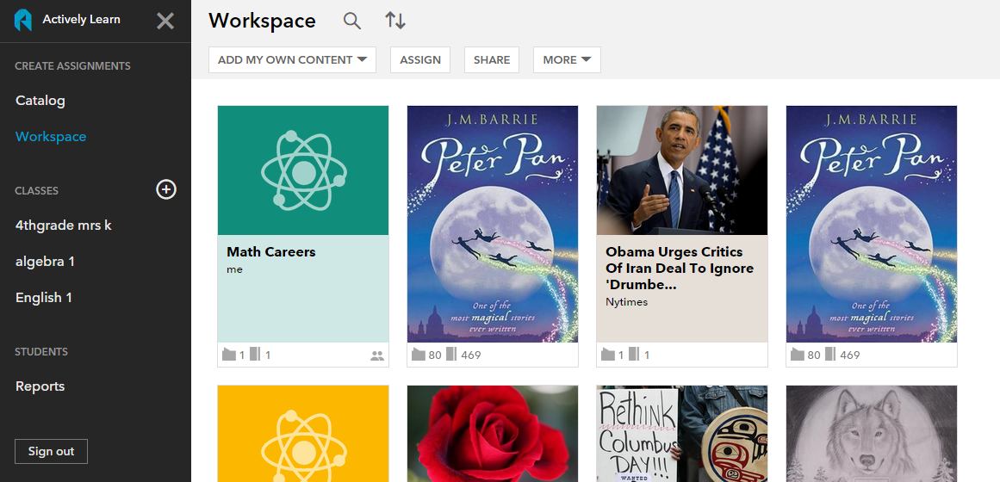 Actively Learn
CREATE ASSIGNMENTS
Catalog
Workspace
CLASSES
4thgrade mrs k
algebra 1
English 1
STUDENTS
Reports
Sign out
Workspace
ADD MY OWN CONTENT
ASSIGN
SHARE
MORE
Math Careers
me
1 1
J.M.BARRIE
Peter Pan
One of the
most magical stories
ever written
80 469
Obama Urges Critics
Of Iran Deal To Ignore
'Drumbe...
Nytimes
1 1
J.M.BARRIE
Peter Pan
One of the
most magical stories
ever written
80 469
Rethink
Columbus
DAY!!!
WANTED